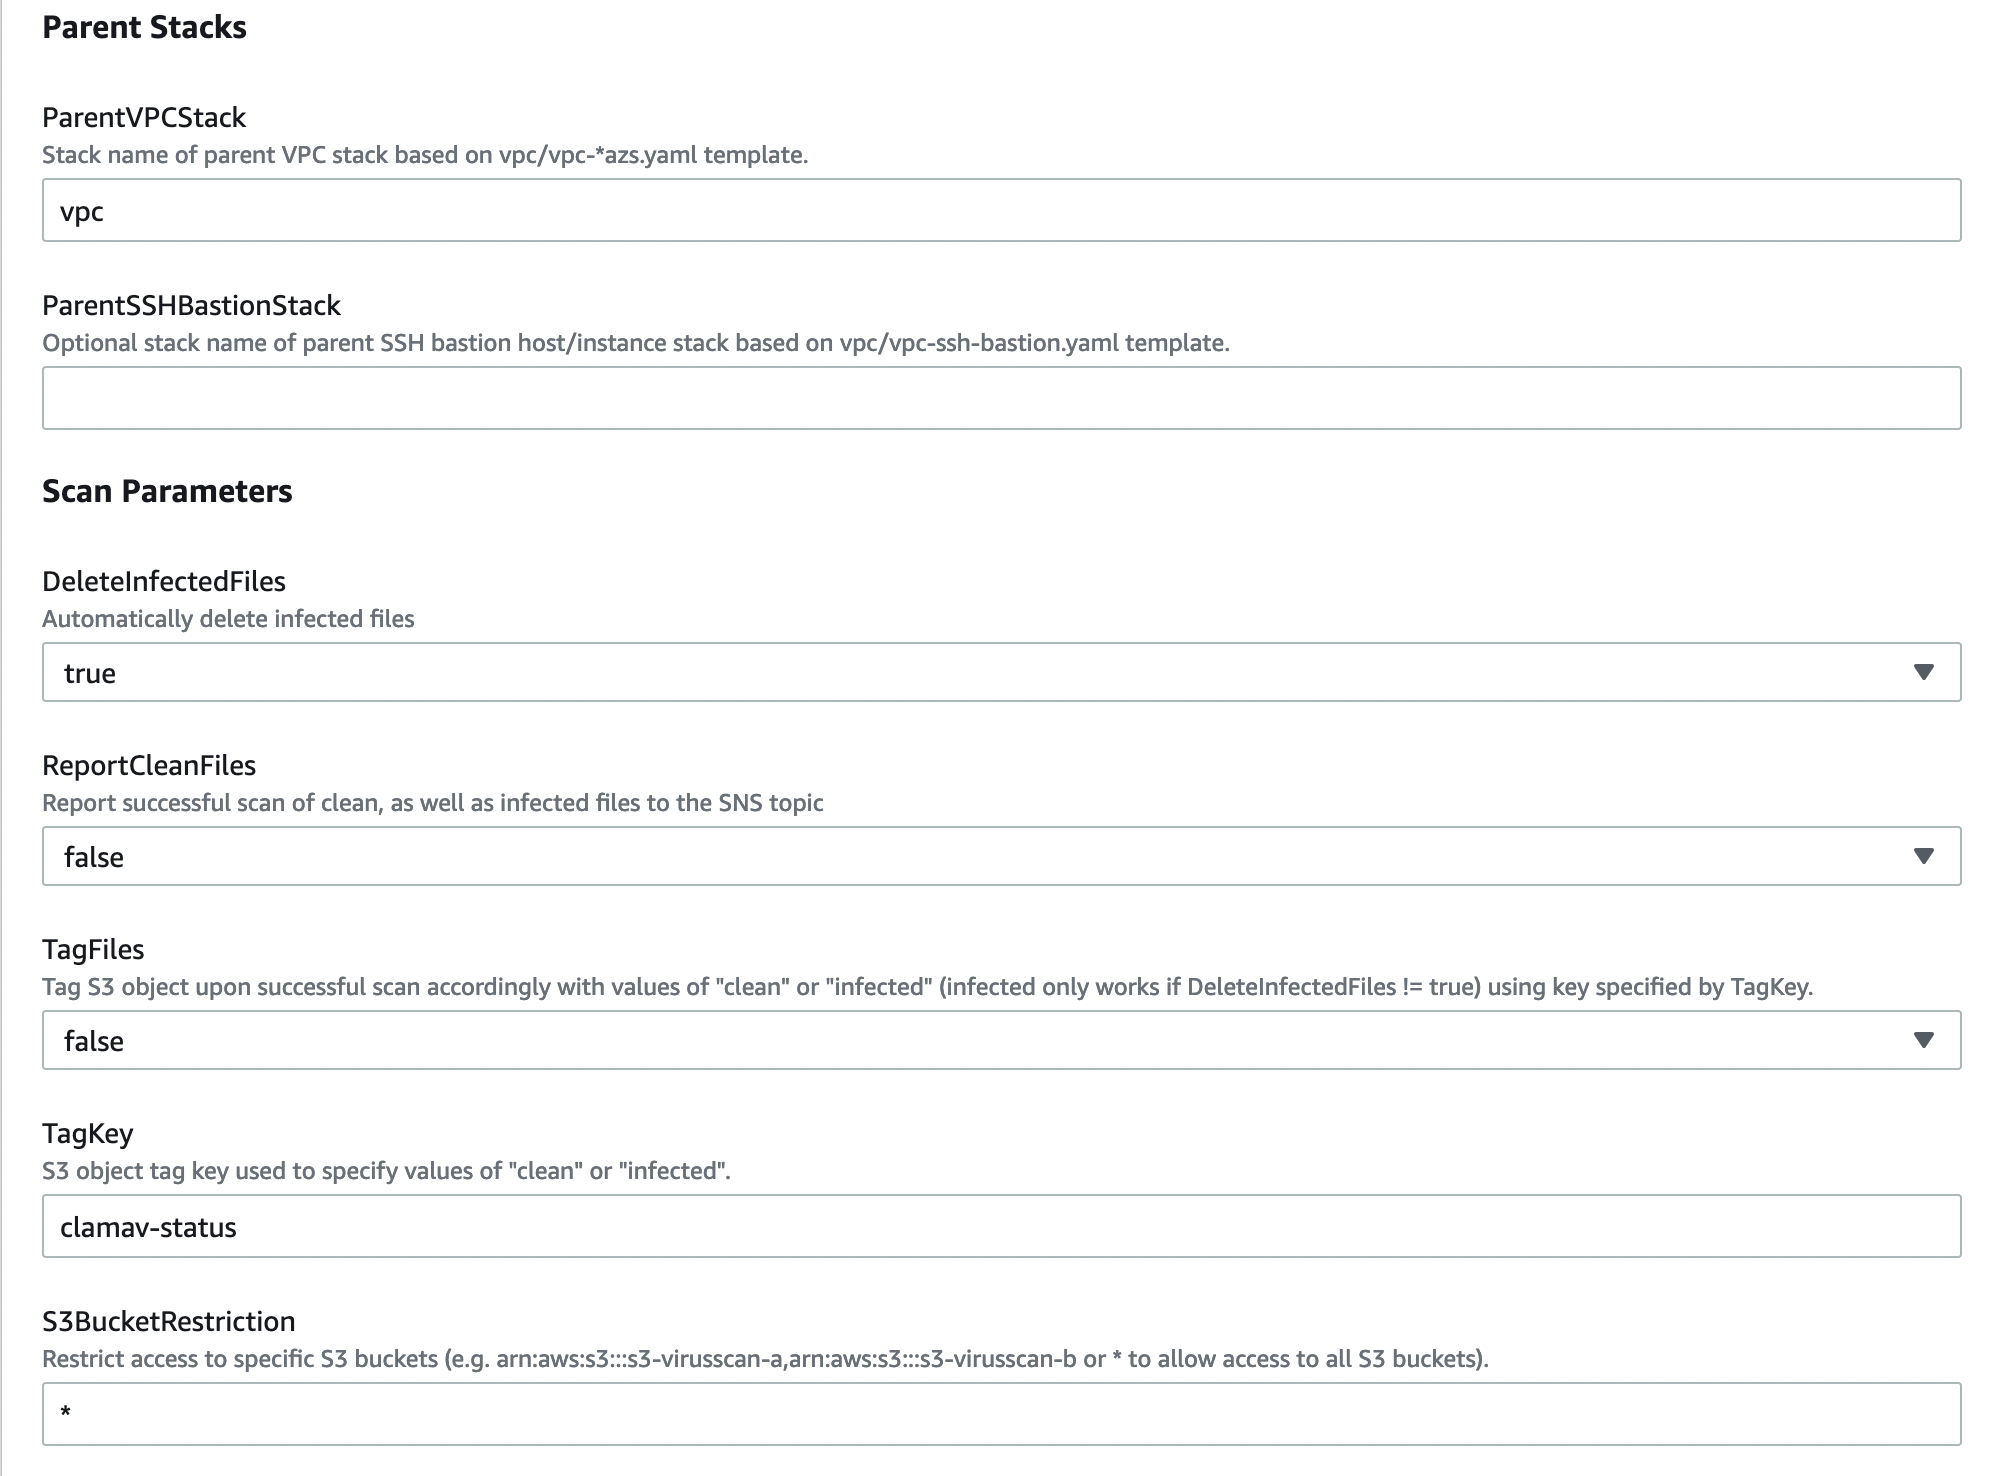 Parent Stacks
ParentVPCStack
Stack name of parent VPC stack based on vpc/vpc-*azs.yaml template.
vpc
ParentSSHBastionStack
Optional stack name of parent SSH bastion host/instance stack based on vpc/vpc-ssh-bastion.yaml template.
Scan Parameters
DeleteInfectedFiles
Automatically delete infected files
true
ReportCleanFiles
Report successful scan of clean, as well as infected files to the SNS topic
false
TagFiles
Tag S3 object upon successful scan accordingly with values of "clean" or "infected" (infected only works if DeleteInfectedFiles != true) using key specified by TagKey.
false
TagKey
S3 object tag key used to specify values of "clean" or "infected".
clamav-status
S3BucketRestriction
Restrict access to specific S3 buckets (e.g. arn:aws:s3:::s3-virusscan-a,arn:aws:s3:::s3-virusscan-b or * to allow access to all S3 buckets).
*